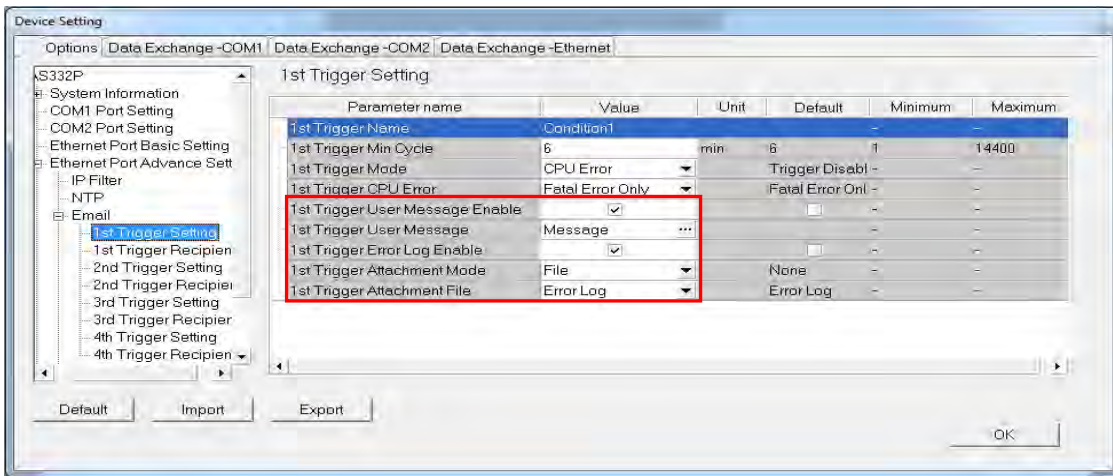 Device Setting
Options Data Exchange -COM1 Data Exchange -COM2 Data Exchange -Ethernet
AS332P
System Information
COM1 Port Setting
COM2 Port Setting
Ethernet Port Basic Setting
Ethernet Port Advance Sett
IP Filter
NTP
Email
1st Trigger Setting
1st Trigger Recipien
2nd Trigger Setting
2nd Trigger Recipier
3rd Trigger Setting
3rd Trigger Recipier
4th Trigger Setting
4th Trigger Recipien
1st Trigger Setting
Parameter name Value Unit Default Minimum Maximum
1st Trigger Name Condition1 - -
1st Trigger Min Cycle 6 min 6 1 14400
1st Trigger Mode CPU Error Trigger Disabl - -
1st Trigger CPU Error Fatal Error Only Fatal Error Onl - -
1st Trigger User Message Enable - -
1st Trigger User Message Message ... - -
1st Trigger Error Log Enable - -
1st Trigger Attachment Mode File None - -
1st Trigger Attachment File Error Log Error Log - -
Default Import Export
OK